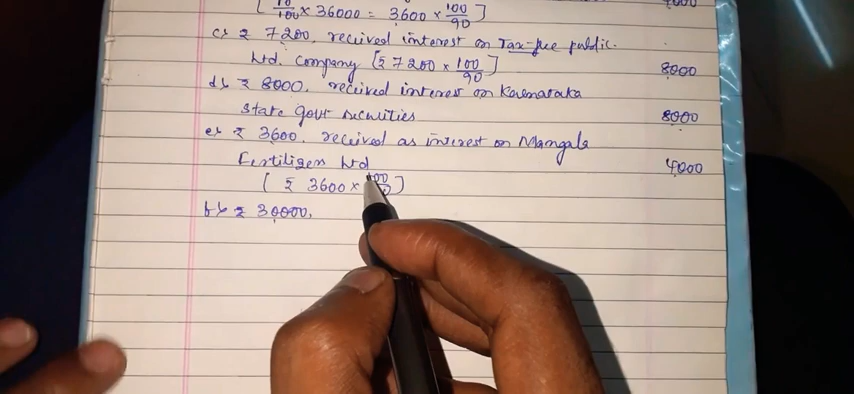 [ 10/100 × 36000 = 3600 × 100/90 ]
c) ₹ 7200, received interest on Tax-free public.
Ltd. Company [₹ 7200 × 100/90 ] 8000
d) ₹ 8000, received interest on Karnataka
State Govt securities 8000
e) ₹ 3600, received as interest on Mangala
Fertilizers Ltd 4000
[ ₹ 3600 × 100
f) ₹ 30000,